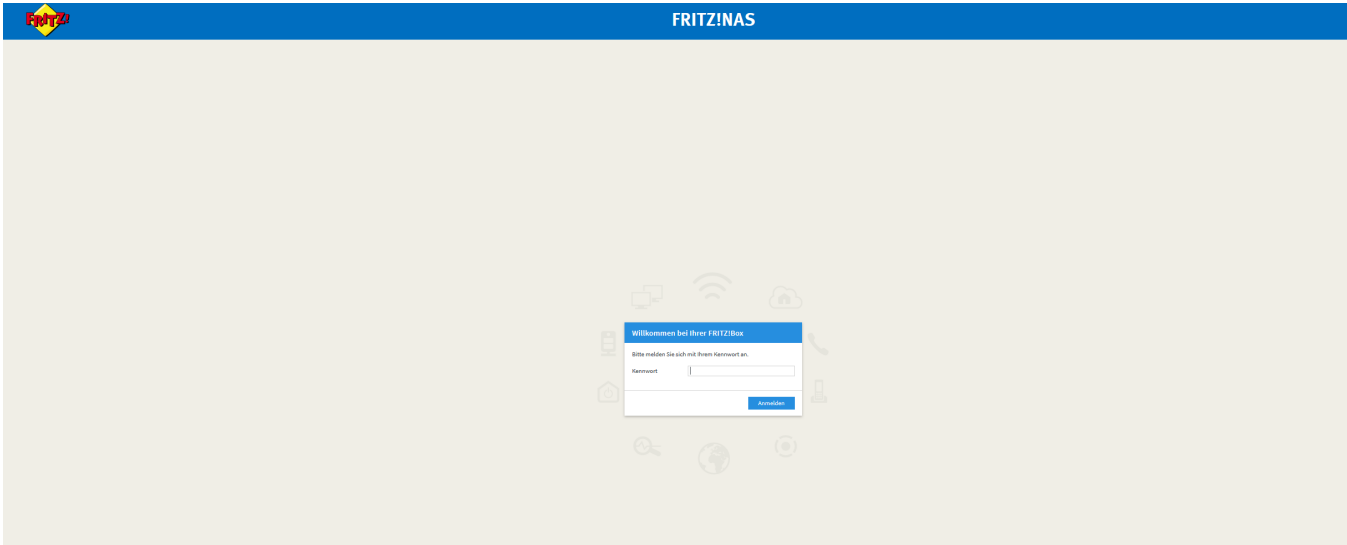 FRITZ!
FRITZ!NAS
Willkommen bei Ihrer FRITZ!Box
Bitte melden Sie sich mit Ihrem Kennwort an.
Kennwort
Anmelden